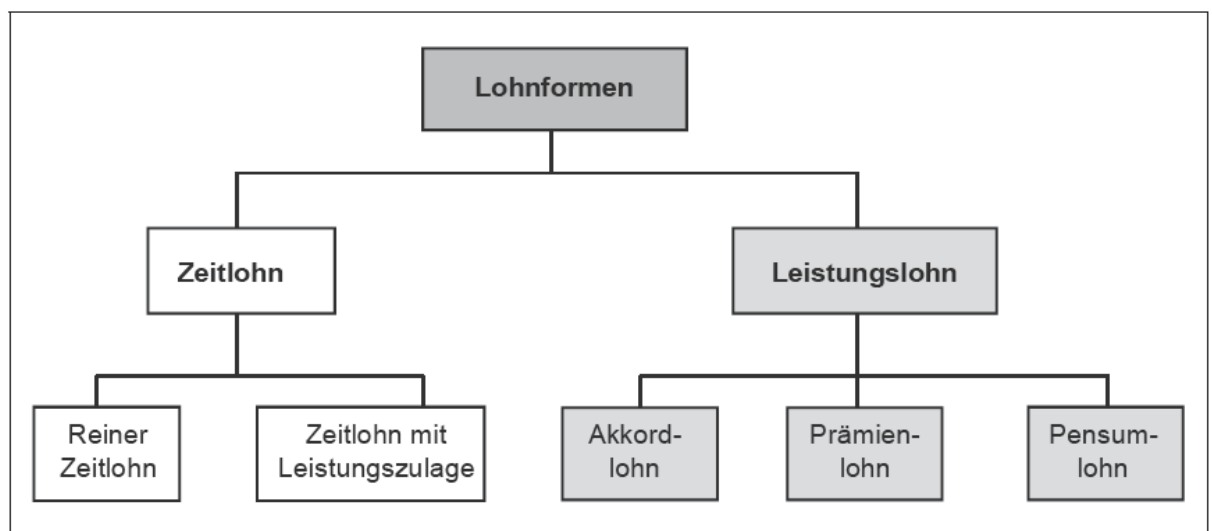 Lohnformen
Zeitlohn
Leistungslohn
Reiner
Zeitlohn
Zeitlohn mit
Leistungszulage
Akkord-
lohn
Prämien-
lohn
Pensum-
lohn